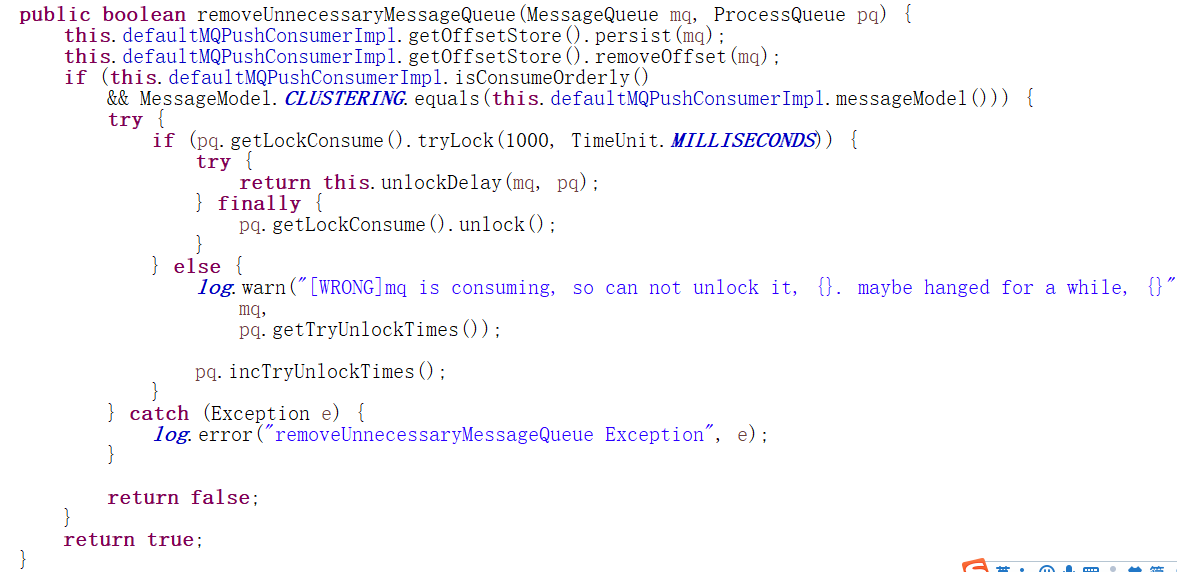 public boolean removeUnnecessaryMessageQueue(MessageQueue mq, ProcessQueue pq) {
    this.defaultMQPushConsumerImpl.getOffsetStore().persist(mq);
    this.defaultMQPushConsumerImpl.getOffsetStore().removeOffset(mq);
    if (this.defaultMQPushConsumerImpl.isConsumeOrderly()
        && MessageModel.CLUSTERING.equals(this.defaultMQPushConsumerImpl.messageModel())) {
        try {
            if (pq.getLockConsume().tryLock(1000, TimeUnit.MILLISECONDS)) {
                try {
                    return this.unlockDelay(mq, pq);
                } finally {
                    pq.getLockConsume().unlock();
                }
            } else {
                log.warn("[WRONG]mq is consuming, so can not unlock it, {}. maybe hanged for a while, {}"
                    mq,
                    pq.getTryUnlockTimes());

                pq.incTryUnlockTimes();
            }
        } catch (Exception e) {
            log.error("removeUnnecessaryMessageQueue Exception", e);
        }

        return false;
    }
    return true;
}